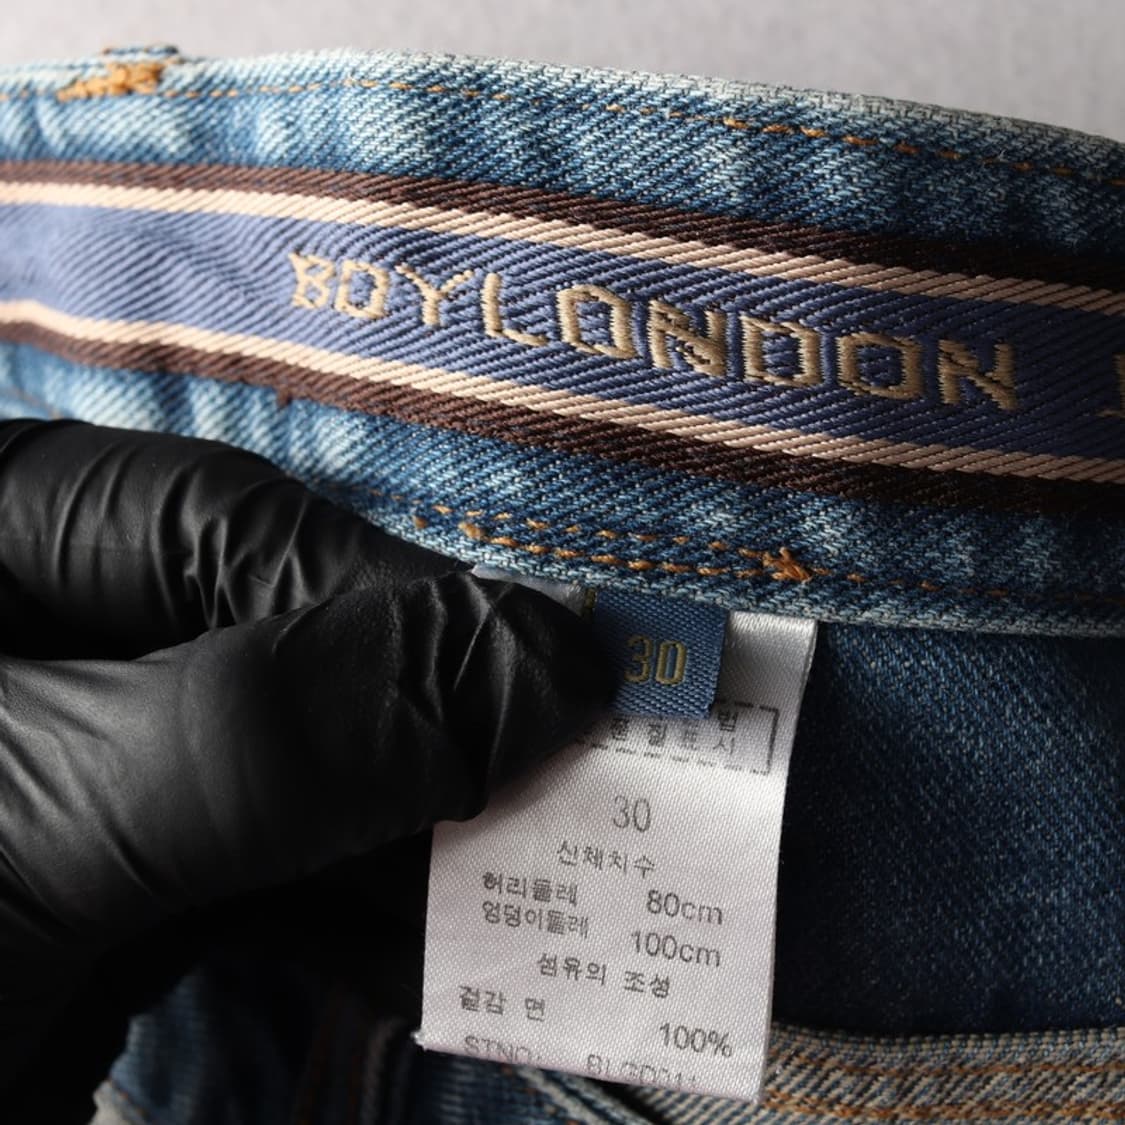 BOYLONDON
30
30
신체치수
허리둘레 80cm
엉덩이둘레 100cm
섬유의 조성
겉감 면 100%